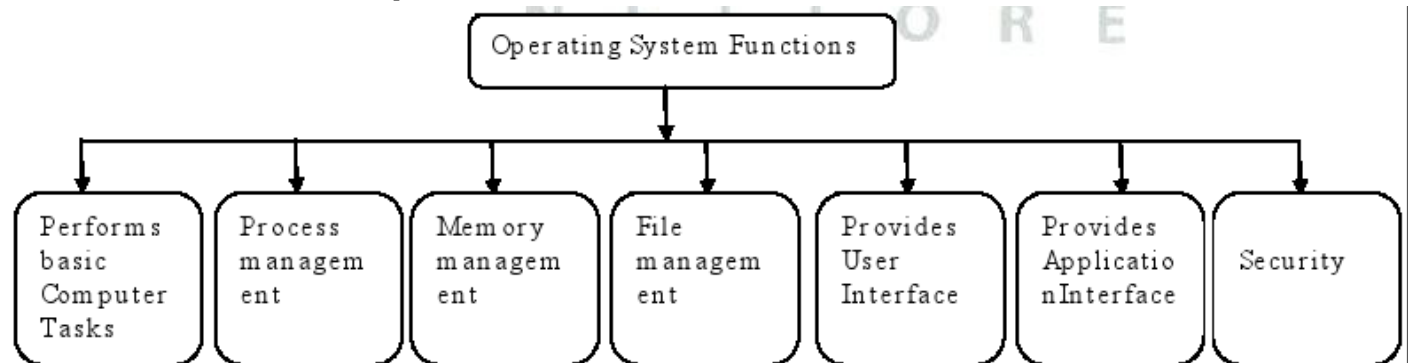 O R E
Operating System Functions
Performs
basic
Computer
Tasks
Process
managem
ent
Memory
managem
ent
File
managem
ent
Provides
User
Interface
Provides
Applicatio
nInterface
Security